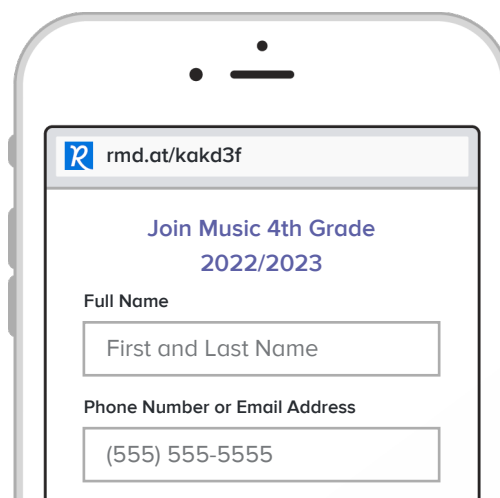 R rmd.at/kakd3f
Join Music 4th Grade
2022/2023
Full Name
First and Last Name
Phone Number or Email Address
(555) 555-5555